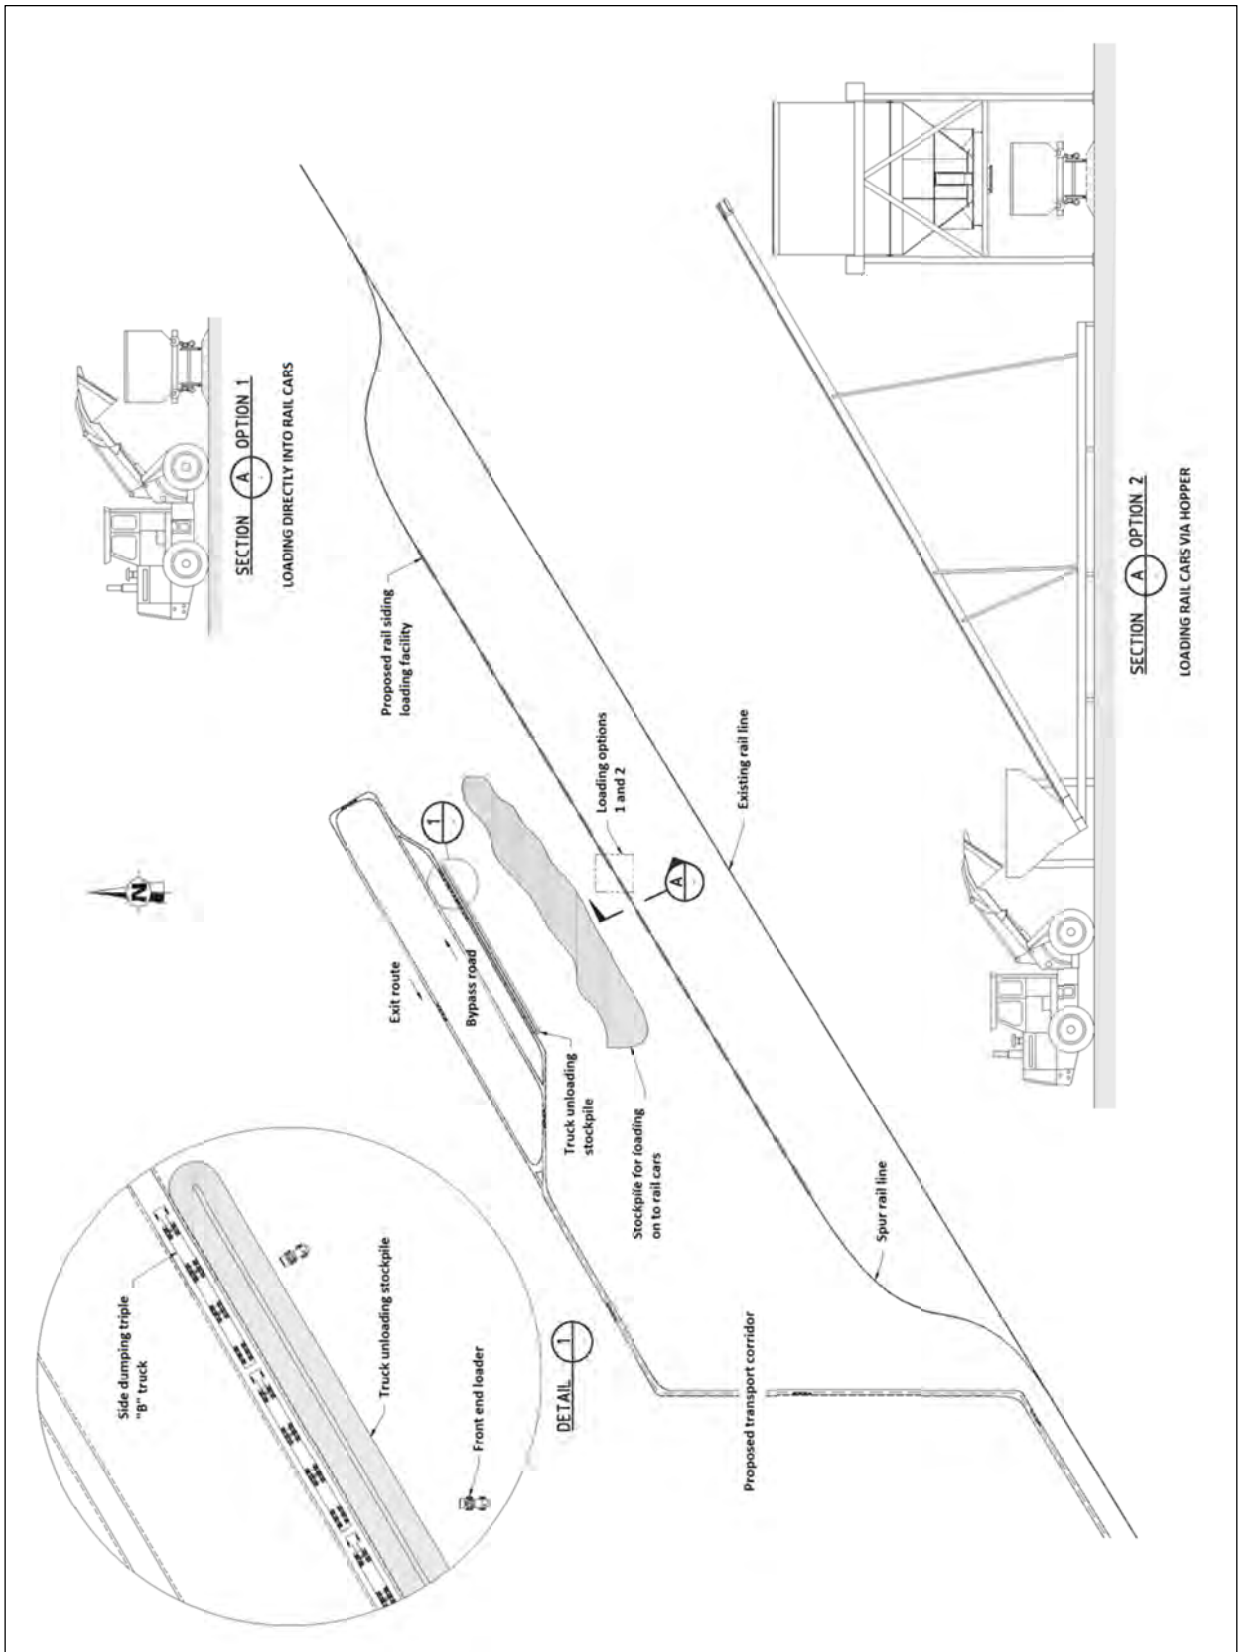 Side dumping triple
"B" truck
Truck unloading stockpile
Front end loader
DETAIL
1
N
Exit route
Bypass road
1
Truck unloading
stockpile
Stockpile for loading
on to rail cars
Proposed transport corridor
Spur rail line
Loading options
1 and 2
A
Existing rail line
Proposed rail siding
loading facility
SECTION A OPTION 1
LOADING DIRECTLY INTO RAIL CARS
SECTION A OPTION 2
LOADING RAIL CARS VIA HOPPER